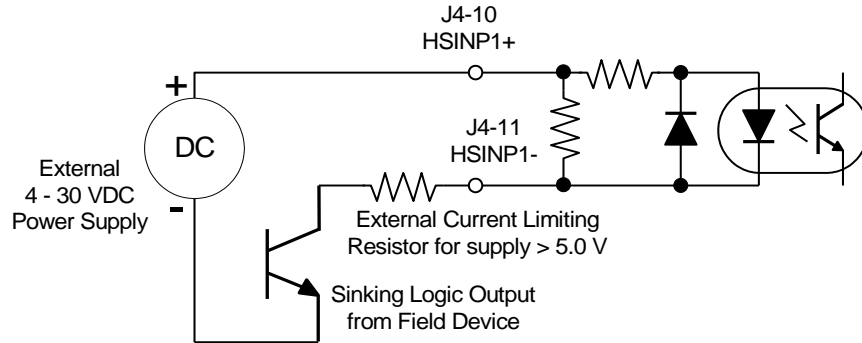 J4-10
HSINP1+
+
DC
J4-11
HSINP1-
External
4 - 30 VDC
Power Supply
-
External Current Limiting
Resistor for supply > 5.0 V
Sinking Logic Output
from Field Device